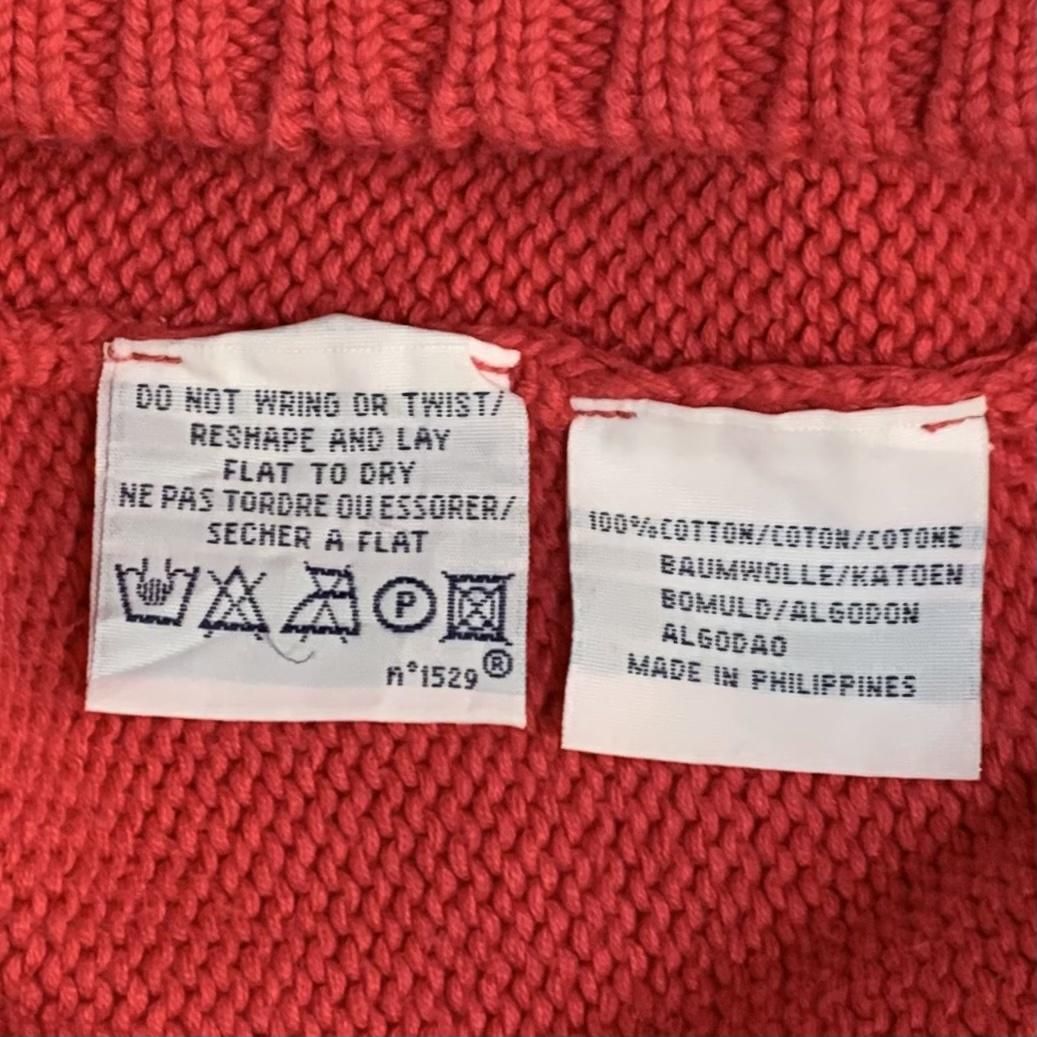 DO NOT WRING OR TWIST/
RESHAPE AND LAY
FLAT TO DRY
NE PAS TORDRE OU ESSORER/
SECHER A FLAT
P
n°1529®
100%COTTON/COTON/COTONE
BAUMWOLLE/KATOEN
BOMULD/ALGODON
ALGODAO
MADE IN PHILIPPINES